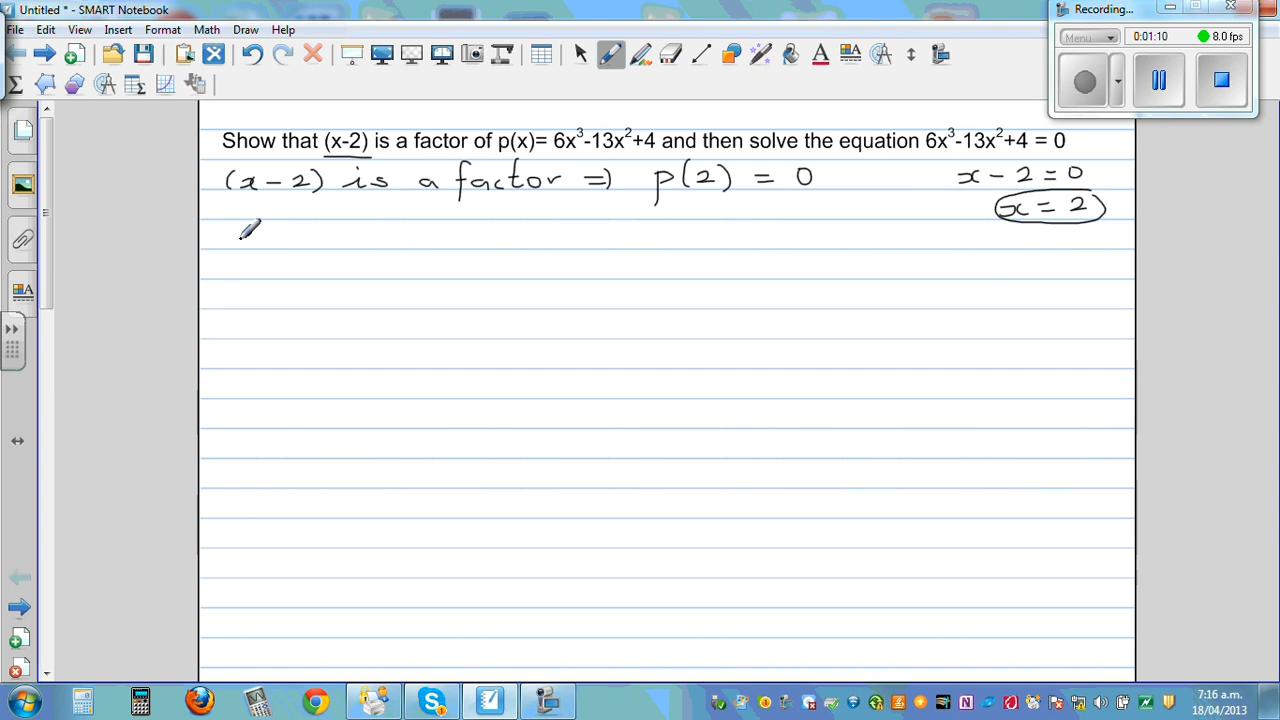 Untitled * - SMART Notebook
Recording...
File Edit View Insert Format Math Draw Help
Menu 0:01:10 8.0 fps
Show that (x-2) is a factor of p(x)= 6x³-13x²+4 and then solve the equation 6x³-13x²+4 = 0
(x - 2) is a factor ⇒ p(2) = 0
x - 2 = 0
x = 2
7:16 a.m.
18/04/2013